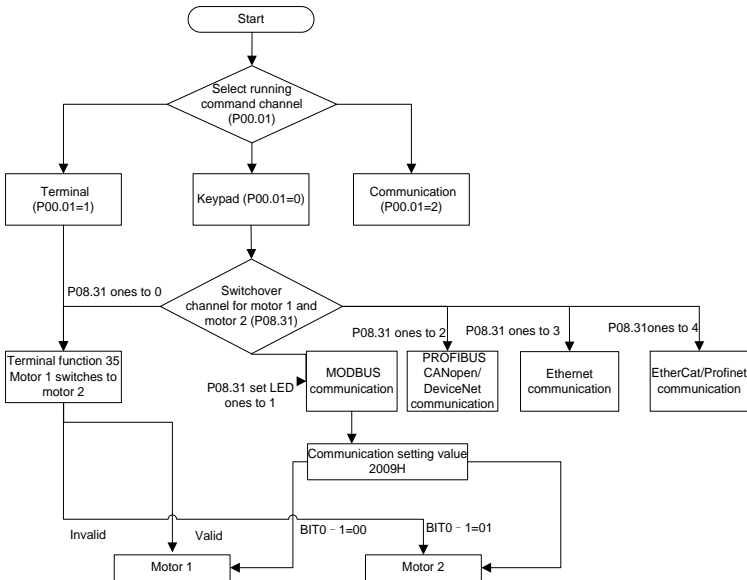 Start
Select running
command channel
(P00.01)
Terminal
(P00.01=1)
Keypad (P00.01=0)
Communication
(P00.01=2)
P08.31 ones to 0
Switchover
channel for motor 1 and
motor 2 (P08.31)
P08.31 ones to 2
P08.31 ones to 3
P08.31ones to 4
Terminal function 35
Motor 1 switches to
motor 2
P08.31 set LED
ones to 1
MODBUS
communication
PROFIBUS
CANopen/
DeviceNet
communication
Ethernet
communication
EtherCat/Profinet
communication
Communication setting value
2009H
Invalid
Valid
BIT0﹣1=00
BIT0﹣1=01
Motor 1
Motor 2